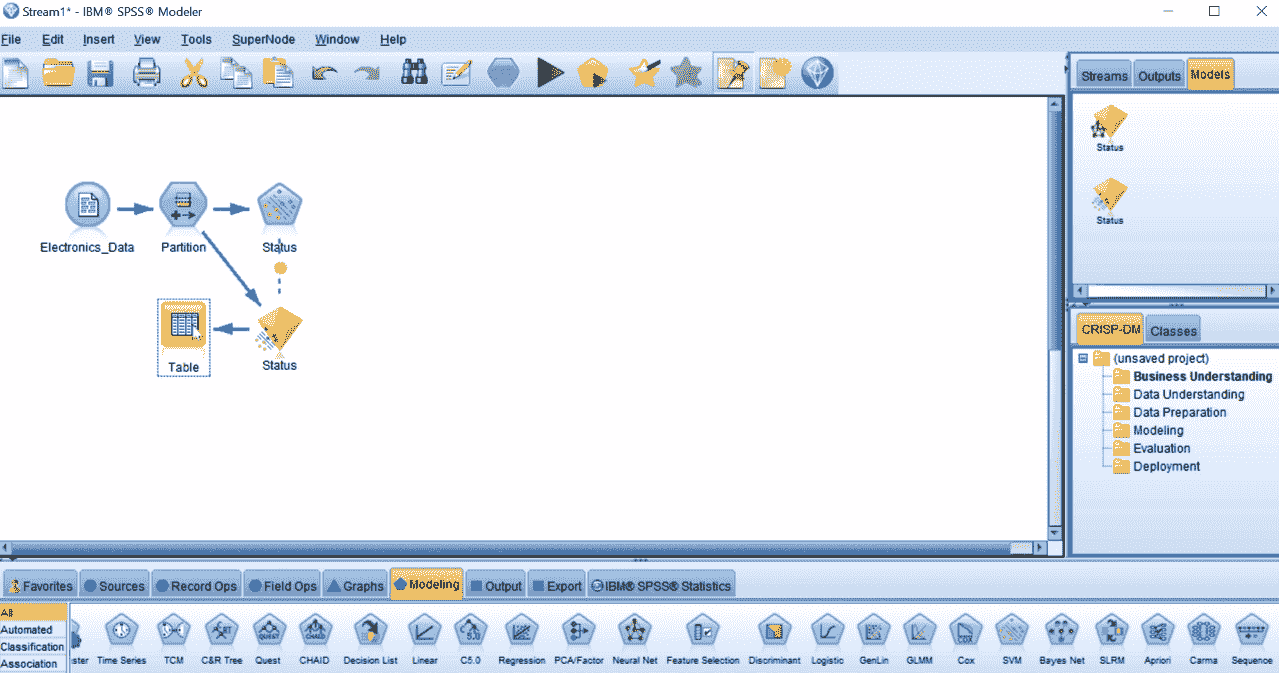 Stream1* - IBM® SPSS® Modeler
File Edit Insert View Tools SuperNode Window Help
Streams Outputs Models
Status
Status
Electronics_Data Partition Status
Table Status
CRISP-DM Classes
(unsaved project)
Business Understanding
Data Understanding
Data Preparation
Modeling
Evaluation
Deployment
Favorites Sources Record Ops Field Ops Graphs Modeling Output Export IBM® SPSS® Statistics
All
Automated
Classification
Association
ster Time Series TCM C&R Tree Quest CHAID Decision List Linear C5.0 Regression PCA/Factor Neural Net Feature Selection Discriminant Logistic GenLin GLMM Cox SVM Bayes Net SLRM Apriori Carma Sequence